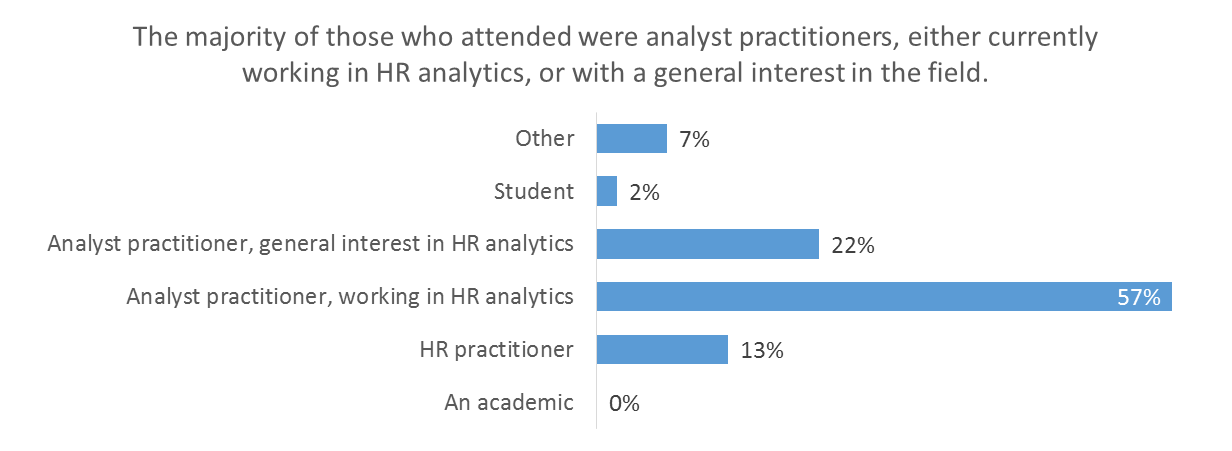 The majority of those who attended were analyst practitioners, either currently
working in HR analytics, or with a general interest in the field.
Other 7%
Student 2%
Analyst practitioner, general interest in HR analytics 22%
Analyst practitioner, working in HR analytics 57%
HR practitioner 13%
An academic 0%